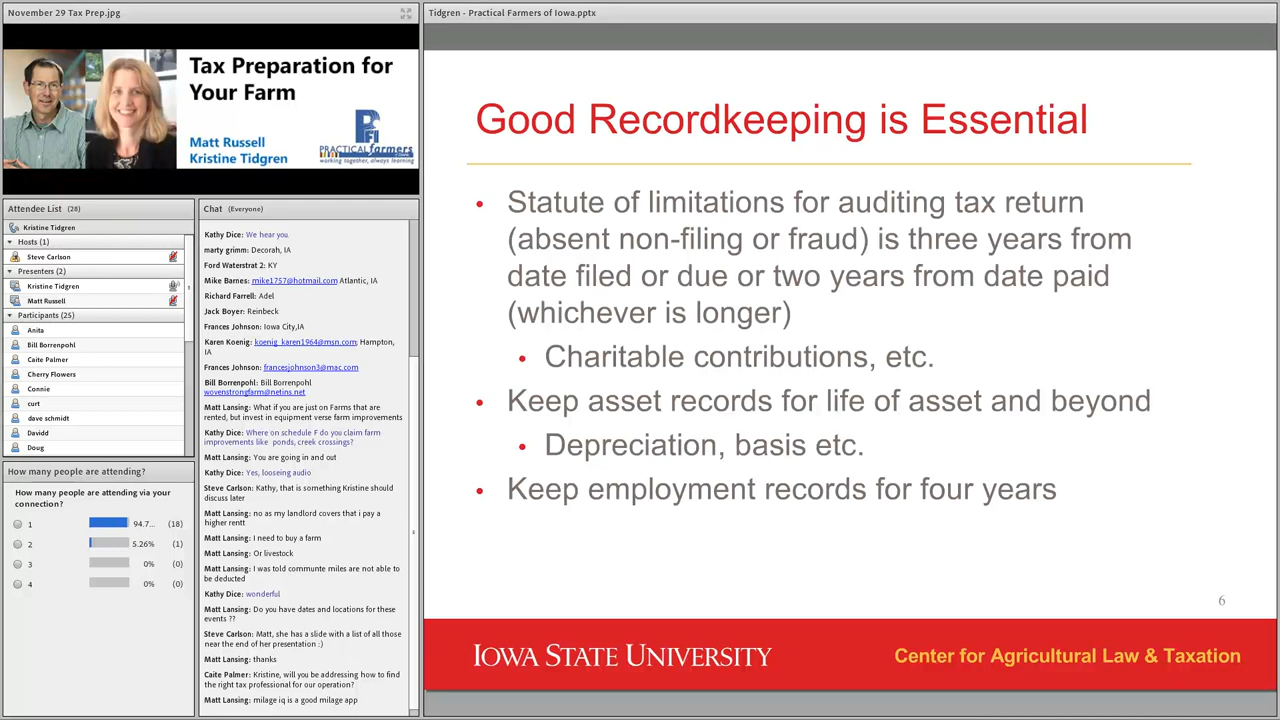 November 29 Tax Prep.jpg
Tax Preparation for
Your Farm
Matt Russell
Kristine Tidgren
PFI
PRACTICAL farmers
working together, always learning
Attendee List (28)
Kristine Tidgren
Hosts (1)
Steve Carlson
Presenters (2)
Kristine Tidgren
Matt Russell
Participants (25)
Anita
Bill Borrenpohl
Caite Palmer
Cherry Flowers
Connie
curt
dave schmidt
Davidd
Doug
How many people are attending?
How many people are attending via your
connection?
1 94.7... (18)
2 5.26% (1)
3 0% (0)
4 0% (0)
Chat (Everyone)
Kathy Dice: We hear you.
marty grimm: Decorah, IA
Ford Waterstrat 2: KY
Mike Barnes: mike1757@hotmail.com Atlantic, IA
Richard Farrell: Adel
Jack Boyer: Reinbeck
Frances Johnson: Iowa City,IA
Karen Koenig: koenig_karen1964@msn.com; Hampton,
IA
Frances Johnson: francesjohnson3@mac.com
Bill Borrenpohl: Bill Borrenpohl
wovenstrongfarm@netins.net
Matt Lansing: What if you are just on Farms that are
rented, but invest in equipment verse farm improvements
Kathy Dice: Where on schedule F do you claim farm
improvements like ponds, creek crossings?
Matt Lansing: You are going in and out
Kathy Dice: Yes, looseing audio
Steve Carlson: Kathy, that is something Kristine should
discuss later
Matt Lansing: no as my landlord covers that i pay a
higher rentt
Matt Lansing: I need to buy a farm
Matt Lansing: Or livestock
Matt Lansing: I was told communte miles are not able to
be deducted
Kathy Dice: wonderful
Matt Lansing: Do you have dates and locations for these
events ??
Steve Carlson: Matt, she has a slide with a list of all those
near the end of her presentation :)
Matt Lansing: thanks
Caite Palmer: Kristine, will you be addressing how to find
the right tax professional for our operation?
Matt Lansing: milage iq is a good milage app
Tidgren - Practical Farmers of Iowa.pptx
Good Recordkeeping is Essential
• Statute of limitations for auditing tax return
(absent non-filing or fraud) is three years from
date filed or due or two years from date paid
(whichever is longer)
• Charitable contributions, etc.
• Keep asset records for life of asset and beyond
• Depreciation, basis etc.
• Keep employment records for four years
6
IOWA STATE UNIVERSITY
Center for Agricultural Law & Taxation